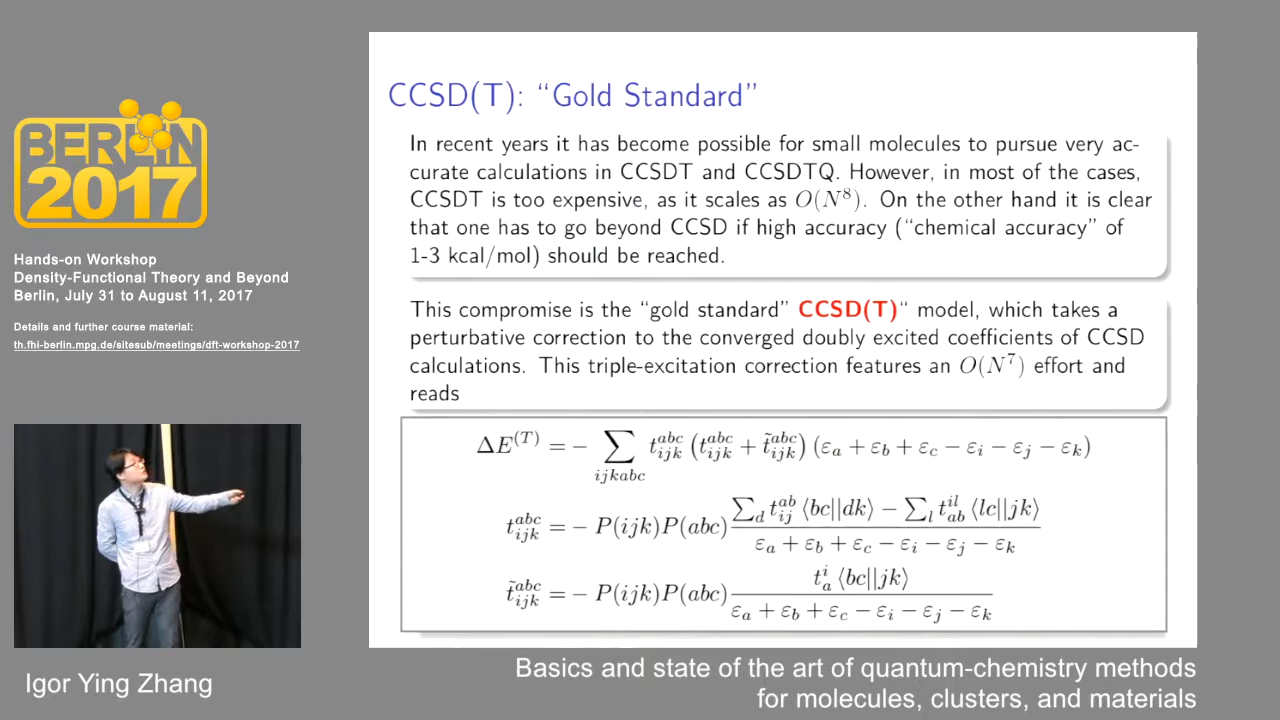 BERLIN
2017
Hands-on Workshop
Density-Functional Theory and Beyond
Berlin, July 31 to August 11, 2017
Details and further course material:
th.fhi-berlin.mpg.de/sitesub/meetings/dft-workshop-2017
Igor Ying Zhang
CCSD(T): “Gold Standard”
In recent years it has become possible for small molecules to pursue very ac-
curate calculations in CCSDT and CCSDTQ. However, in most of the cases,
CCSDT is too expensive, as it scales as O(N⁸). On the other hand it is clear
that one has to go beyond CCSD if high accuracy (“chemical accuracy” of
1-3 kcal/mol) should be reached.
This compromise is the “gold standard” CCSD(T)“ model, which takes a
perturbative correction to the converged doubly excited coefficients of CCSD
calculations. This triple-excitation correction features an O(N⁷) effort and
reads
ΔE^{(T)} = − ∑_{ijkabc} t_{ijk}^{abc} (t_{ijk}^{abc} + t̃_{ijk}^{abc}) (ε_a + ε_b + ε_c − ε_i − ε_j − ε_k)
t_{ijk}^{abc} = − P(ijk)P(abc) \frac{∑_d t_{ij}^{ab} ⟨bc||dk⟩ − ∑_l t_{ab}^{il} ⟨lc||jk⟩}{ε_a + ε_b + ε_c − ε_i − ε_j − ε_k}
t̃_{ijk}^{abc} = − P(ijk)P(abc) \frac{t_a^i ⟨bc||jk⟩}{ε_a + ε_b + ε_c − ε_i − ε_j − ε_k}
Basics and state of the art of quantum-chemistry methods
for molecules, clusters, and materials